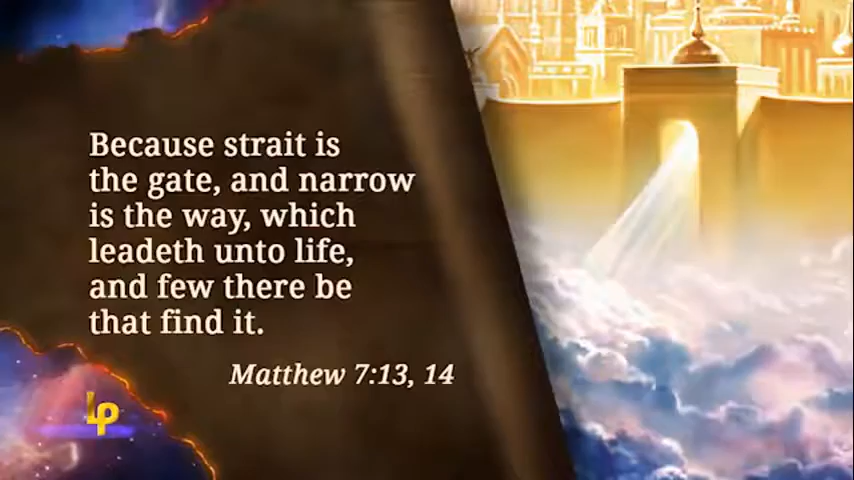 Because strait is
the gate, and narrow
is the way, which
leadeth unto life,
and few there be
that find it.
Matthew 7:13, 14
LP